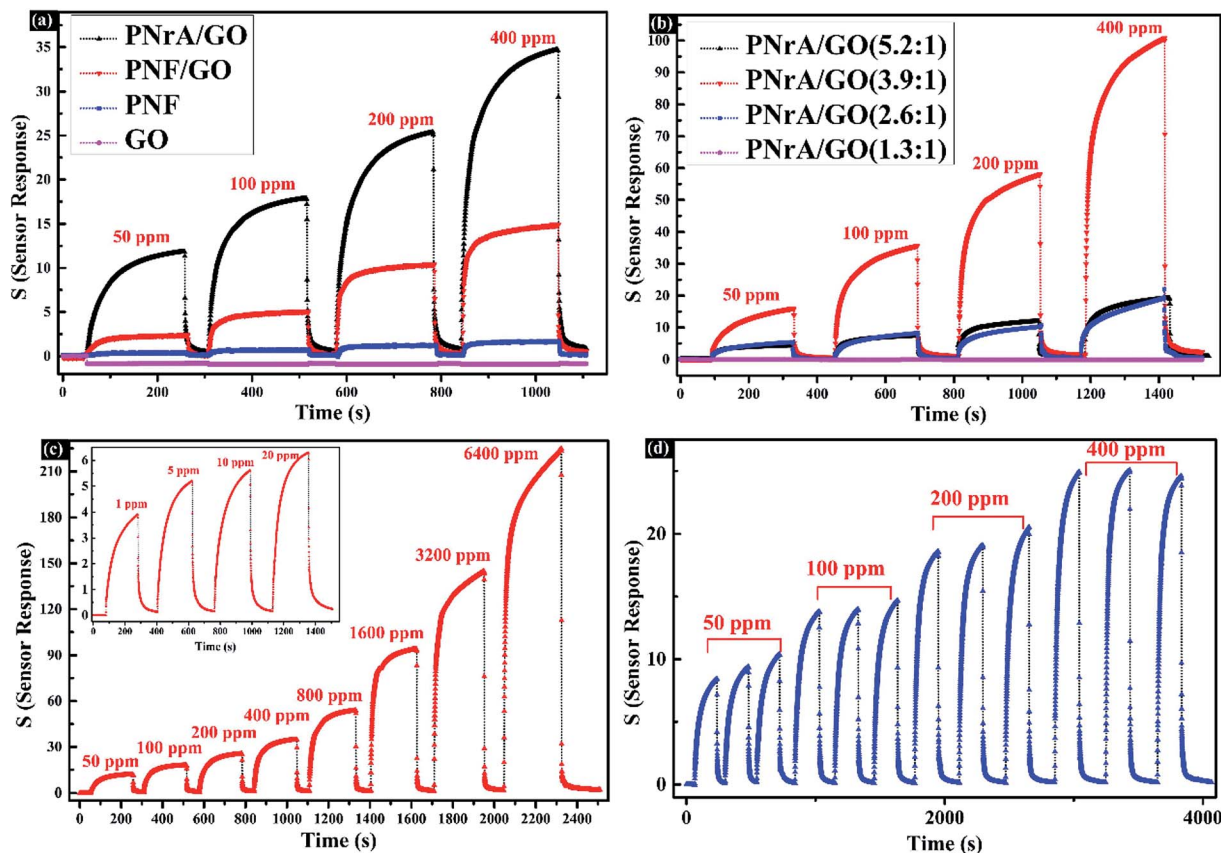 (a)
PNrA/GO
PNF/GO
PNF
GO
50 ppm
100 ppm
200 ppm
400 ppm
S (Sensor Response)
35
30
25
20
15
10
5
0
0 200 400 600 800 1000
Time (s)
(b)
PNrA/GO(5.2:1)
PNrA/GO(3.9:1)
PNrA/GO(2.6:1)
PNrA/GO(1.3:1)
50 ppm
100 ppm
200 ppm
400 ppm
S (Sensor Response)
100
90
80
70
60
50
40
30
20
10
0
0 200 400 600 800 1000 1200 1400
Time (s)
(c)
1 ppm
5 ppm
10 ppm
20 ppm
6
5
4
3
2
1
0
0 200 400 600 800 1000 1200 1400
Time (s)
50 ppm
100 ppm
200 ppm
400 ppm
800 ppm
1600 ppm
3200 ppm
6400 ppm
S (Sensor Response)
210
180
150
120
90
60
30
0
0 200 400 600 800 1000 1200 1400 1600 1800 2000 2200 2400
Time (s)
(d)
50 ppm
100 ppm
200 ppm
400 ppm
S (Sensor Response)
20
10
0
0 2000 4000
Time (s)